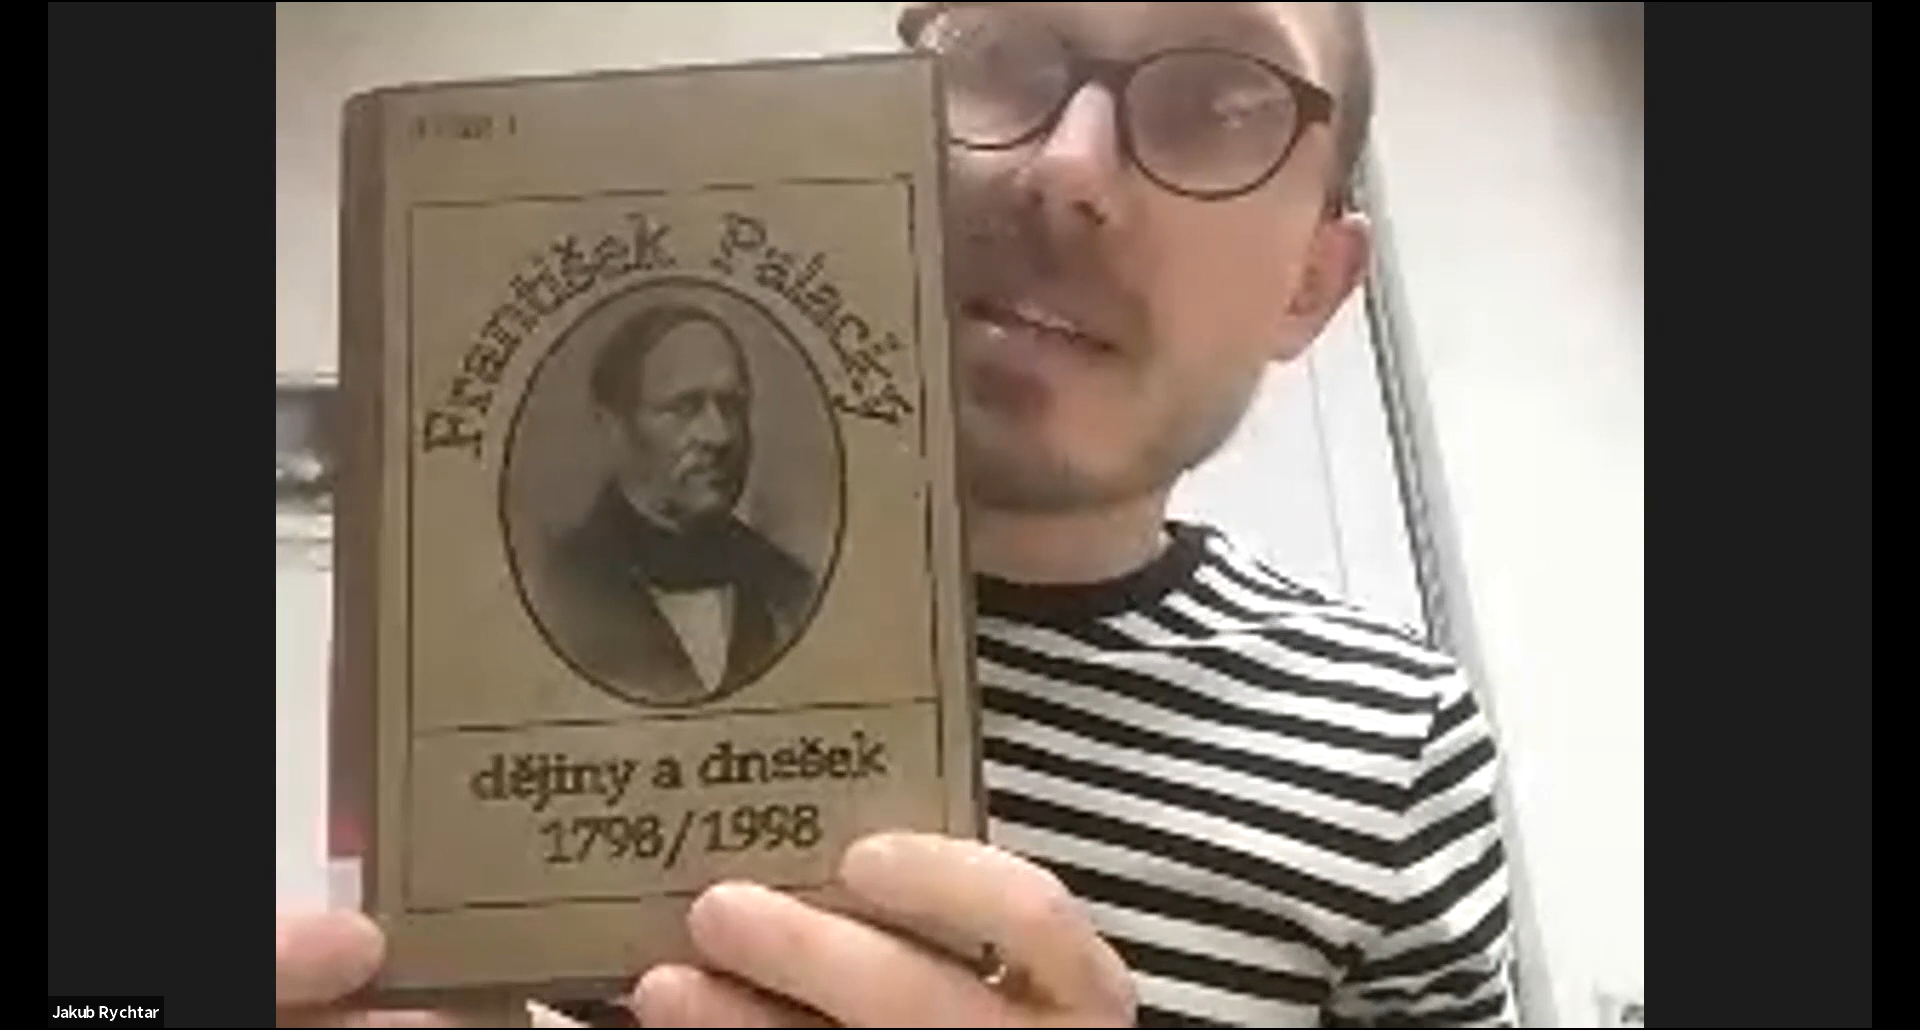 František Palacký
dějiny a dnešek
1798/1998
Jakub Rychtar